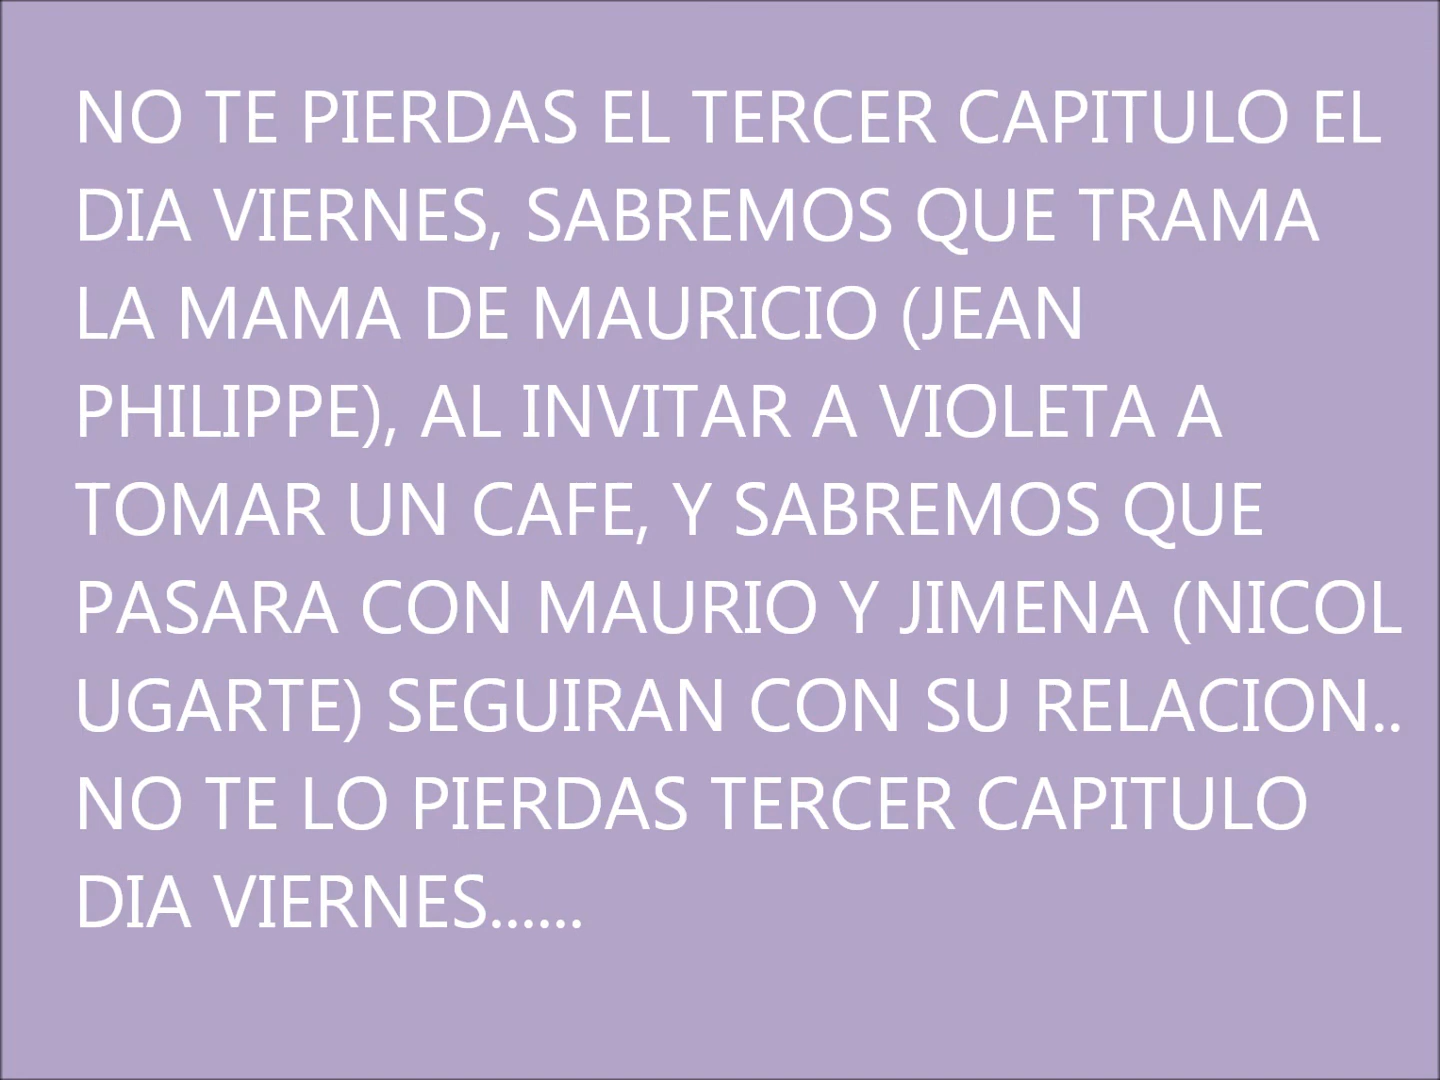 NO TE PIERDAS EL TERCER CAPITULO EL
DIA VIERNES, SABREMOS QUE TRAMA
LA MAMA DE MAURICIO (JEAN
PHILIPPE), AL INVITAR A VIOLETA A
TOMAR UN CAFE, Y SABREMOS QUE
PASARA CON MAURIO Y JIMENA (NICOL
UGARTE) SEGUIRAN CON SU RELACION..
NO TE LO PIERDAS TERCER CAPITULO
DIA VIERNES......